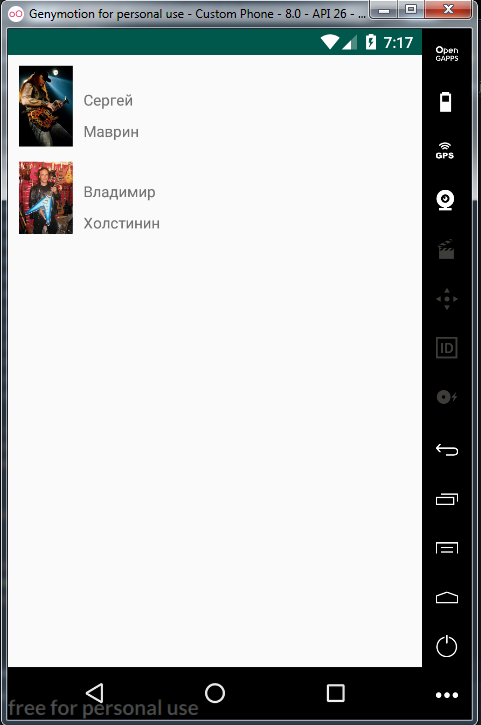 Genymotion for personal use - Custom Phone - 8.0 - API 26 - ...
7:17
Open
GAPPS
Сергей
Маврин
GPS
Владимир
Холстинин
ID
free for personal use